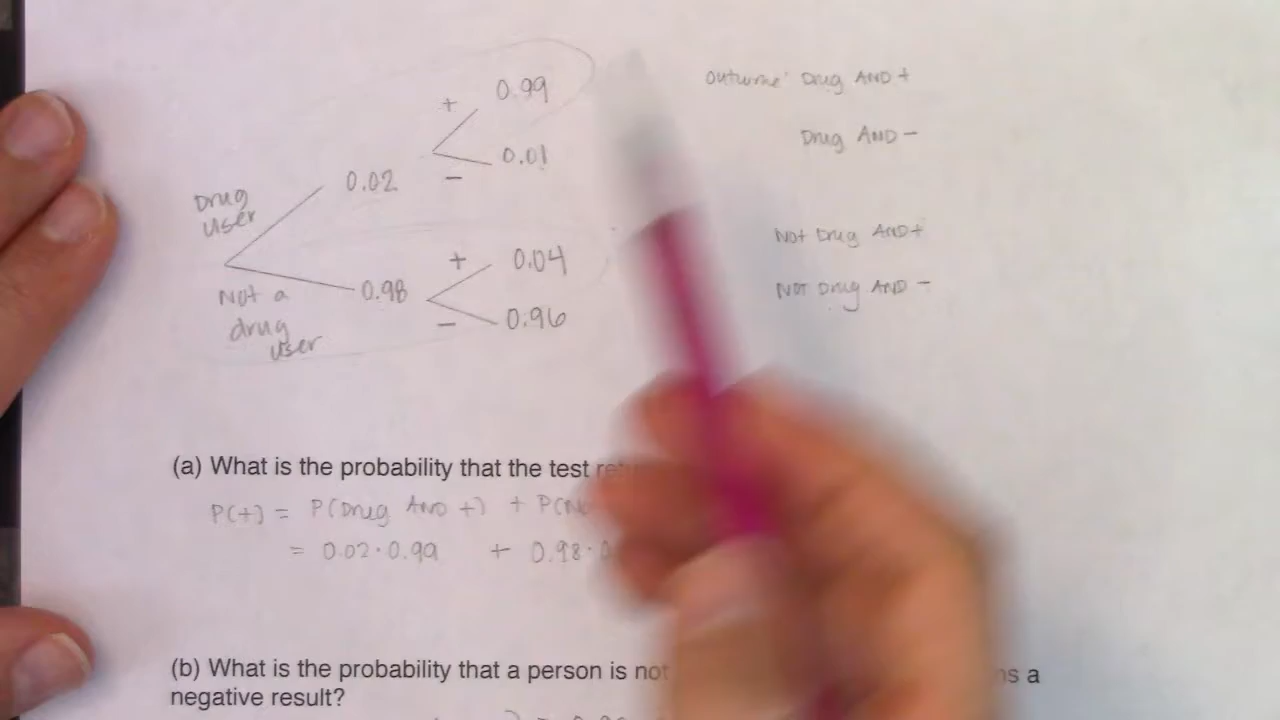 + 0.99
Outcome: Drug AND +
0.01
Drug AND -
Drug user 0.02 -
Not Drug AND +
+ 0.04
Not a drug user 0.98
NOT Drug AND -
- 0.96
(a) What is the probability that the test
P(+) = P(Drug AND +) + P(
= 0.02·0.99 + 0.98·
(b) What is the probability that a person is not a
negative result?